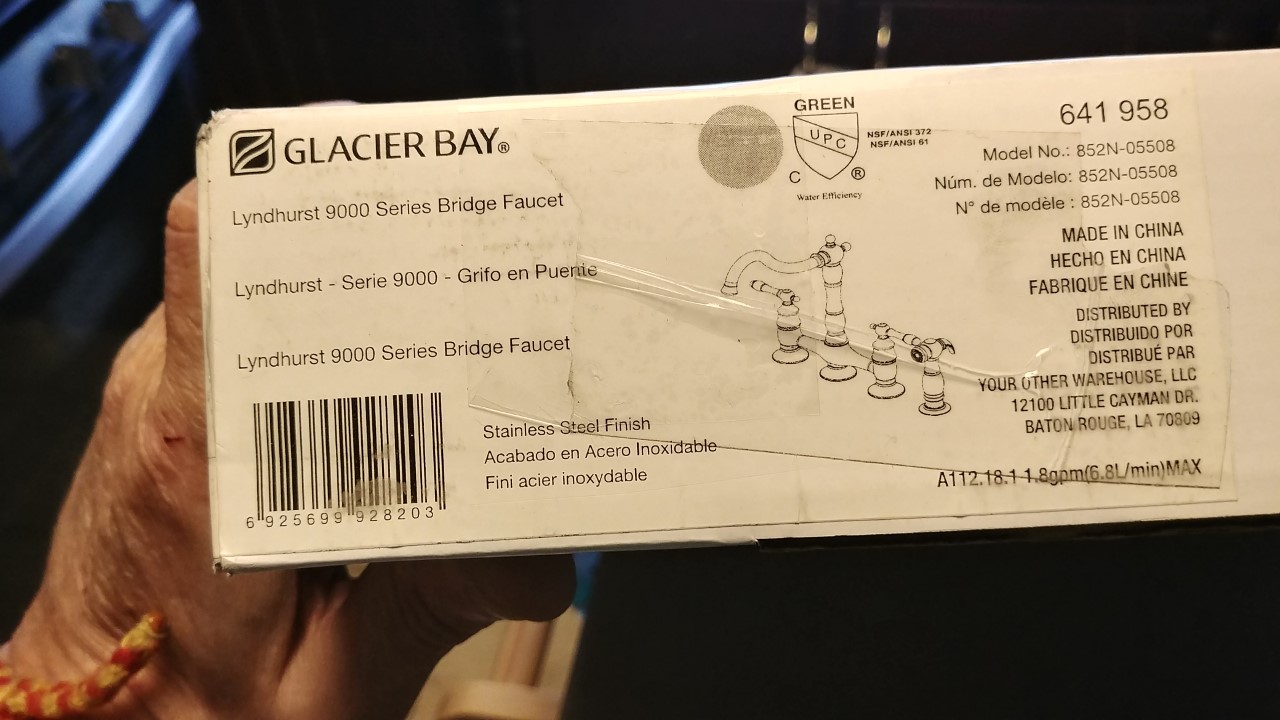 GLACIER BAY®
Lyndhurst 9000 Series Bridge Faucet
Lyndhurst - Serie 9000 - Grifo en Puente
Lyndhurst 9000 Series Bridge Faucet
6 925699 928203
Stainless Steel Finish
Acabado en Acero Inoxidable
Fini acier inoxydable
GREEN
UPC
C ®
Water Efficiency
NSF/ANSI 372
NSF/ANSI 61
641 958
Model No.: 852N-05508
Núm. de Modelo: 852N-05508
N° de modèle : 852N-05508
MADE IN CHINA
HECHO EN CHINA
FABRIQUE EN CHINE
DISTRIBUTED BY
DISTRIBUIDO POR
DISTRIBUÉ PAR
YOUR OTHER WAREHOUSE, LLC
12100 LITTLE CAYMAN DR.
BATON ROUGE, LA 70809
A112.18.1 1.8gpm(6.8L/min)MAX